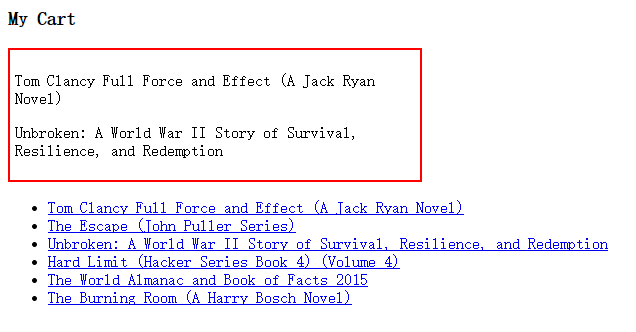 My Cart
Tom Clancy Full Force and Effect (A Jack Ryan
Novel)
Unbroken: A World War II Story of Survival,
Resilience, and Redemption
Tom Clancy Full Force and Effect (A Jack Ryan Novel)
The Escape (John Puller Series)
Unbroken: A World War II Story of Survival, Resilience, and Redemption
Hard Limit (Hacker Series Book 4) (Volume 4)
The World Almanac and Book of Facts 2015
The Burning Room (A Harry Bosch Novel)